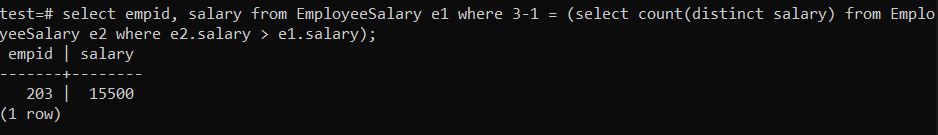 test=# select empid, salary from EmployeeSalary e1 where 3-1 = (select count(distinct salary) from Emplo
yeeSalary e2 where e2.salary > e1.salary);
 empid | salary
-------+--------
   203 |  15500
(1 row)